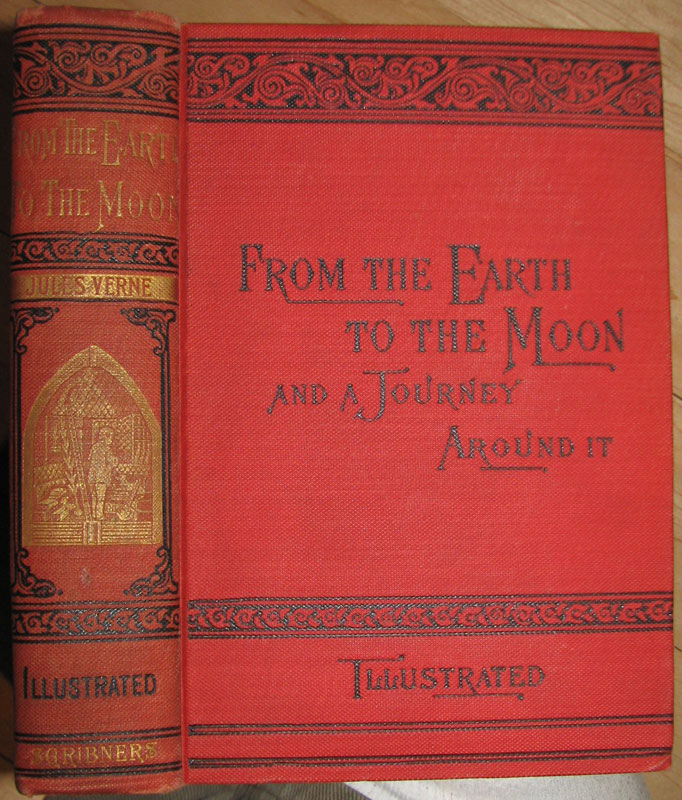 FROM THE EARTH
TO THE MOON
JULES VERNE
ILLUSTRATED
SCRIBNERS
FROM THE EARTH
TO THE MOON
AND A JOURNEY
AROUND IT
ILLUSTRATED